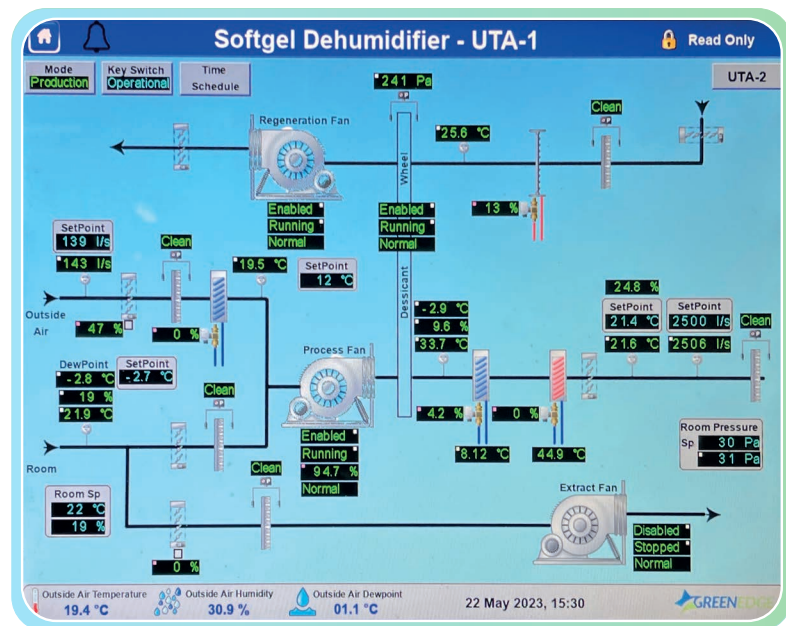 Softgel Dehumidifier - UTA-1
Read Only
Mode
Production
Key Switch
Operational
Time
Schedule
241 Pa
UTA-2
Clean
Regeneration Fan
25.6 °C
Wheel
Enabled
Running
Normal
Enabled
Running
Normal
13 %
SetPoint
139 l/s
143 l/s
Clean
19.5 °C
SetPoint
12 °C
Dessicant
24.8 %
SetPoint
21.4 °C
21.6 °C
SetPoint
2500 l/s
2506 l/s
Clean
Outside
Air
47 %
0 %
-2.9 °C
9.6 %
33.7 °C
Process Fan
DewPoint
-2.8 °C
19 %
21.9 °C
SetPoint
-2.7 °C
Clean
4.2 %
0 %
Enabled
Running
94.7 %
Normal
8.12 °C
44.9 °C
Room Pressure
Sp 30 Pa
31 Pa
Room
Clean
Room Sp
22 °C
19 %
Extract Fan
Disabled
Stopped
Normal
0 %
Outside Air Temperature
19.4 °C
Outside Air Humidity
30.9 %
Outside Air Dewpoint
01.1 °C
22 May 2023, 15:30
GREENEDGE